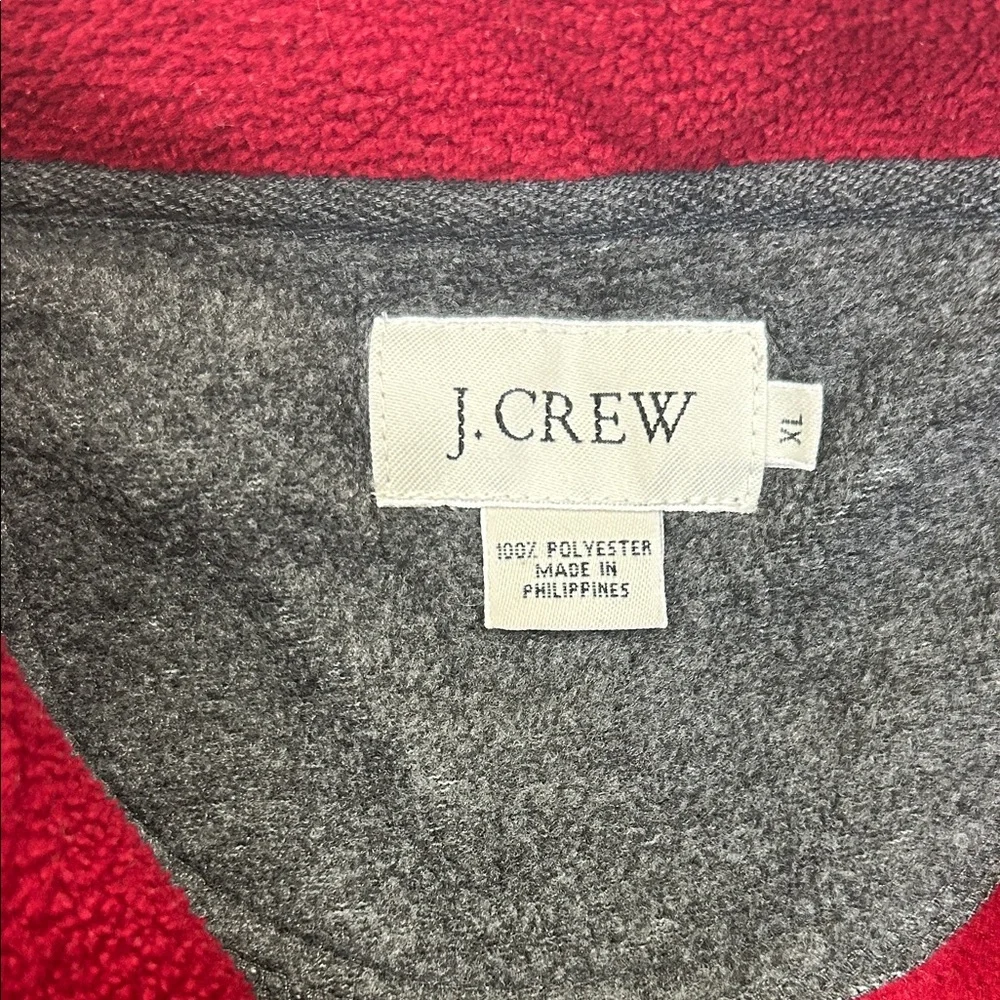 J.CREW
XL
100% POLYESTER
MADE IN
PHILIPPINES